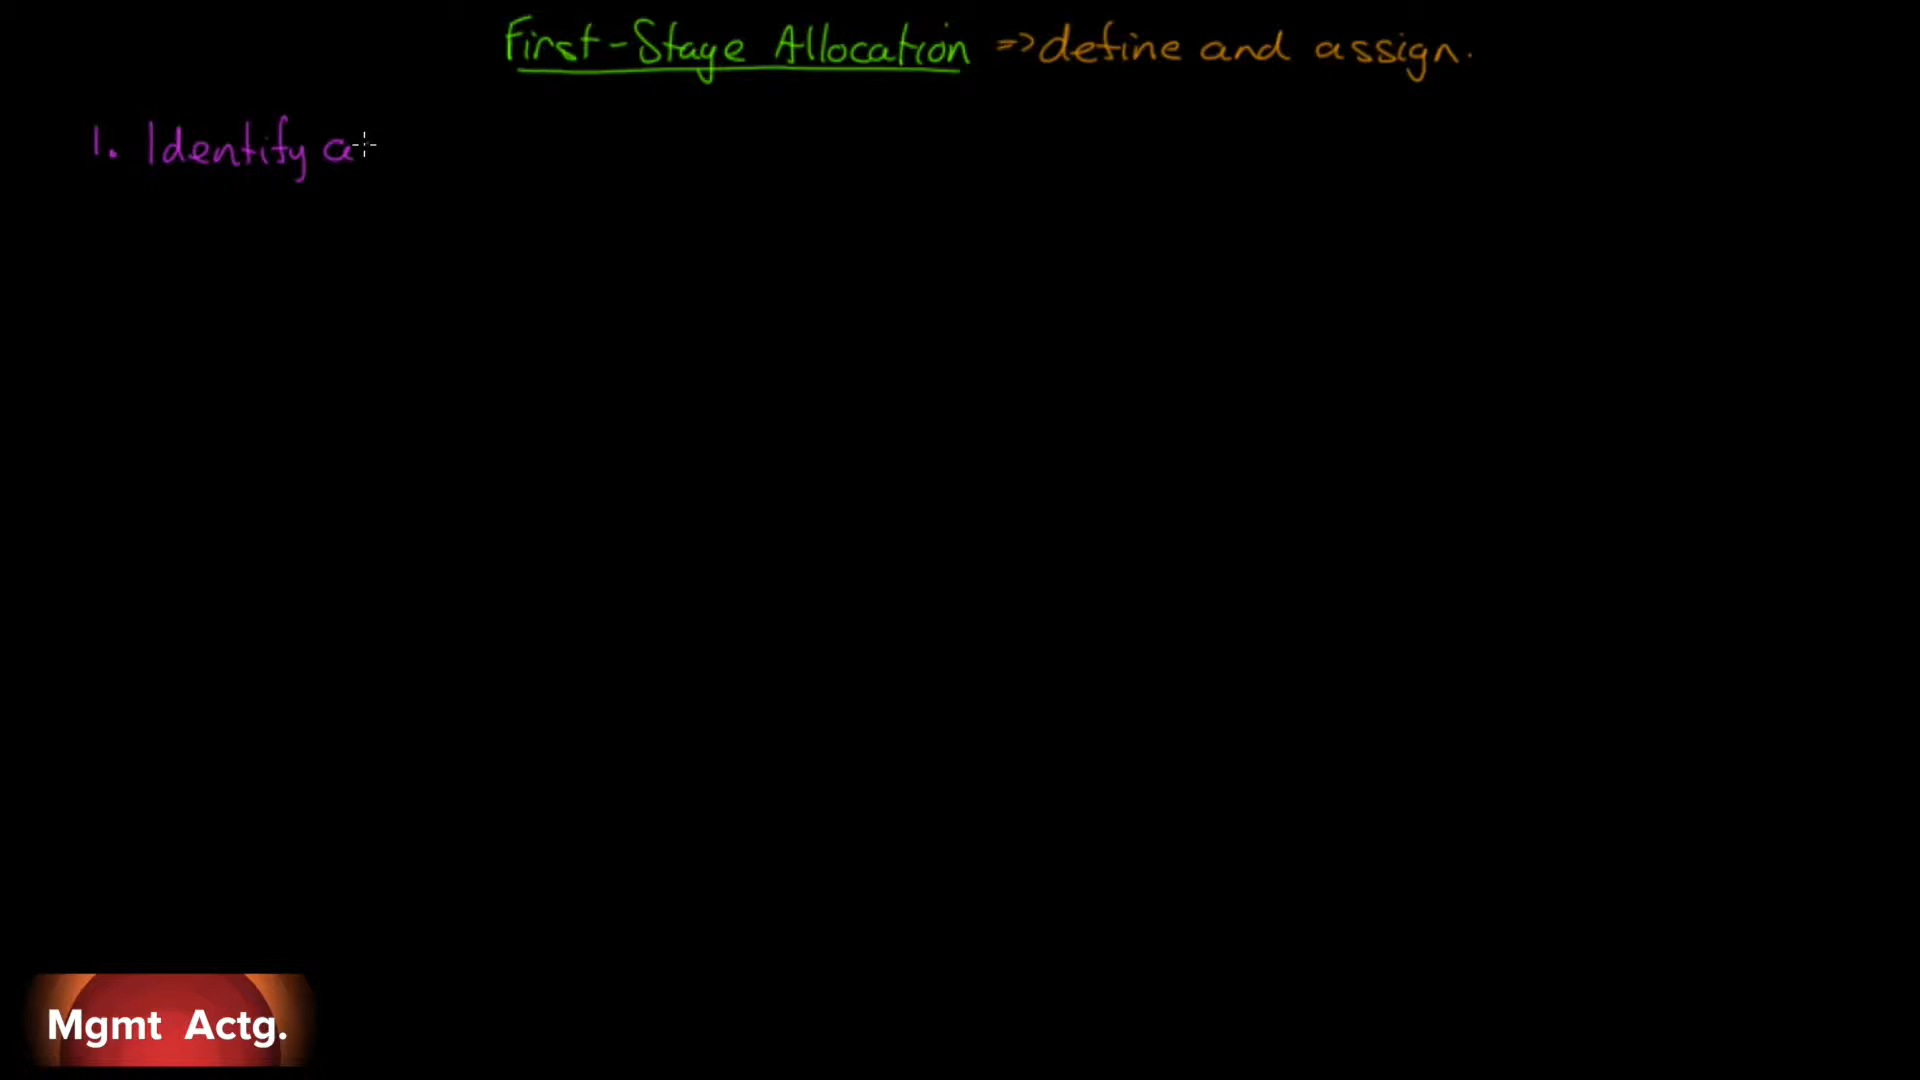 First-Stage Allocation => define and assign.
1. Identify a
Mgmt Actg.